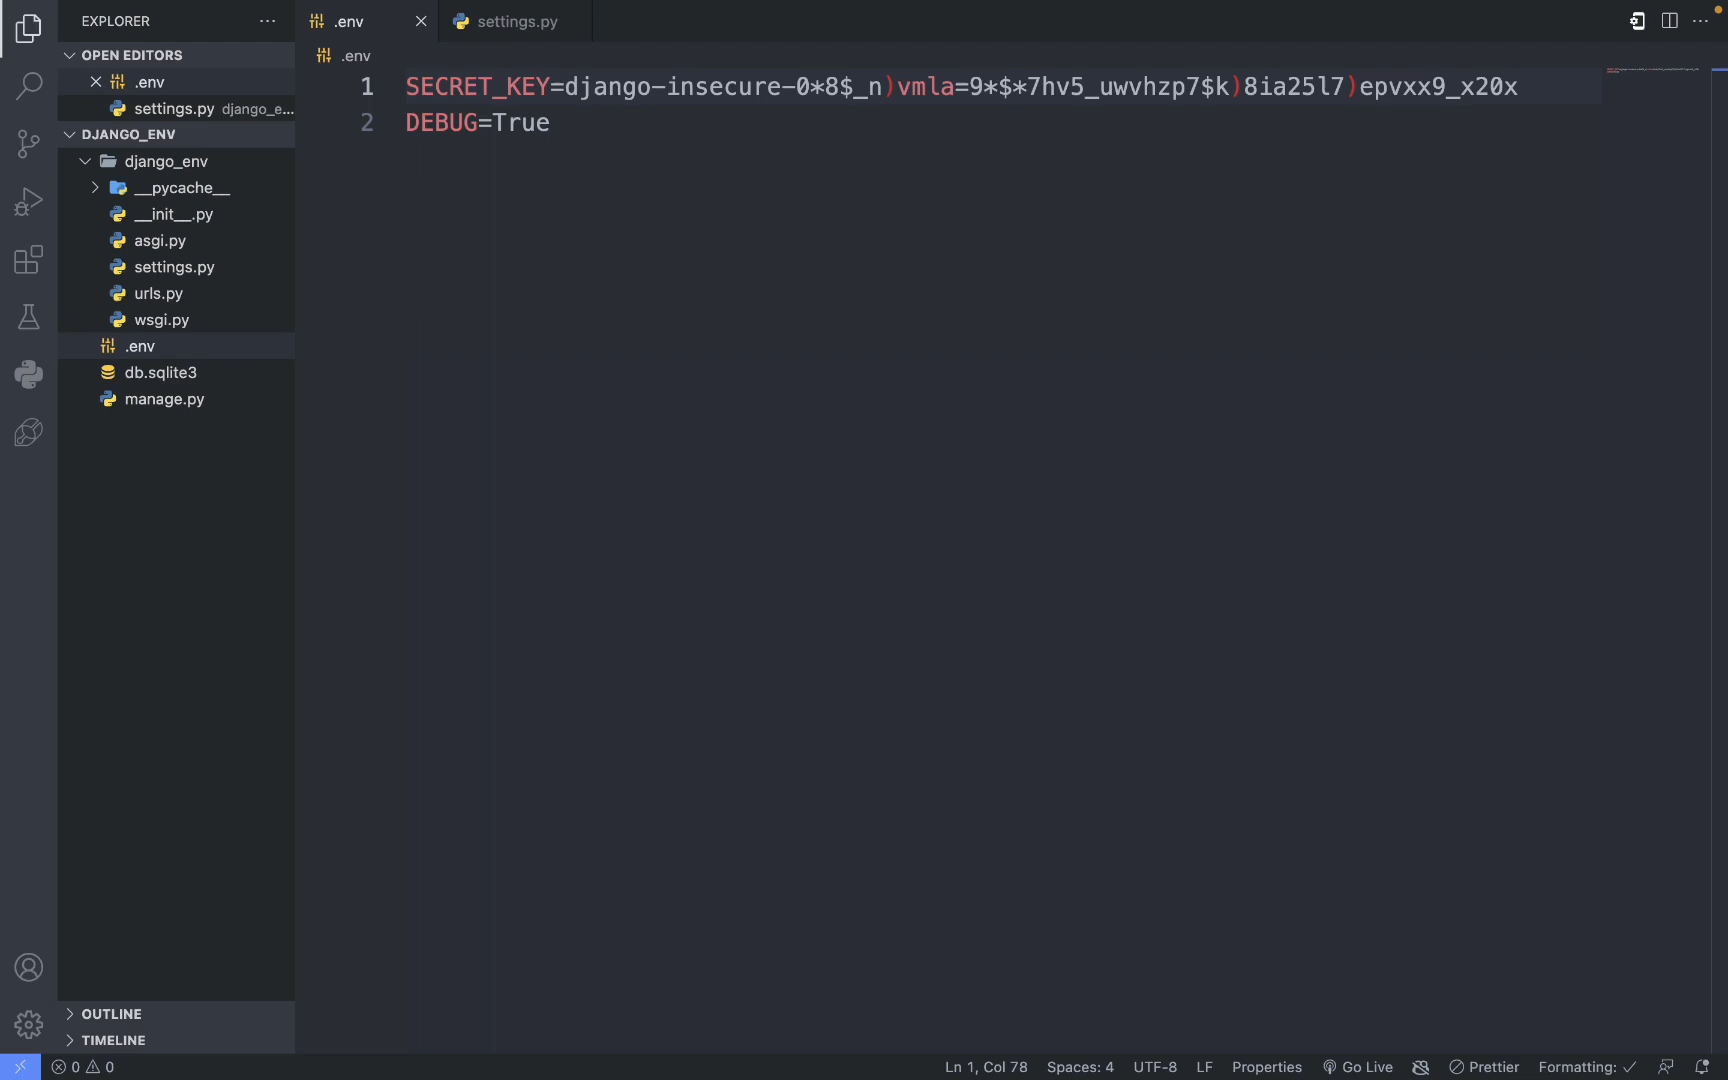 EXPLORER
OPEN EDITORS
.env
settings.py django_e...
DJANGO_ENV
django_env
__pycache__
__init__.py
asgi.py
settings.py
urls.py
wsgi.py
.env
db.sqlite3
manage.py
OUTLINE
TIMELINE
.env
settings.py
.env
1 SECRET_KEY=django-insecure-0*8$_n)vmla=9*$*7hv5_uwvhzp7$k)8ia25l7)epvxx9_x20x
2 DEBUG=True
0 0
Ln 1, Col 78 Spaces: 4 UTF-8 LF Properties Go Live Prettier Formatting: ✓